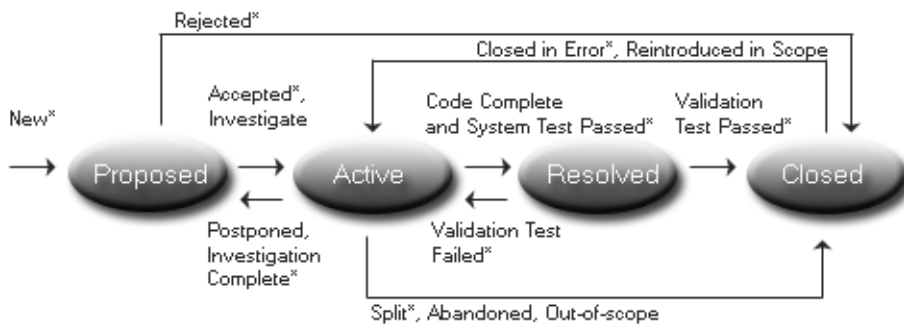 Rejected*
Closed in Error*, Reintroduced in Scope
New*
Accepted*,
Investigate
Code Complete
and System Test Passed*
Validation
Test Passed*
Proposed
Active
Resolved
Closed
Postponed,
Investigation
Complete*
Validation Test
Failed*
Split*, Abandoned, Out-of-scope